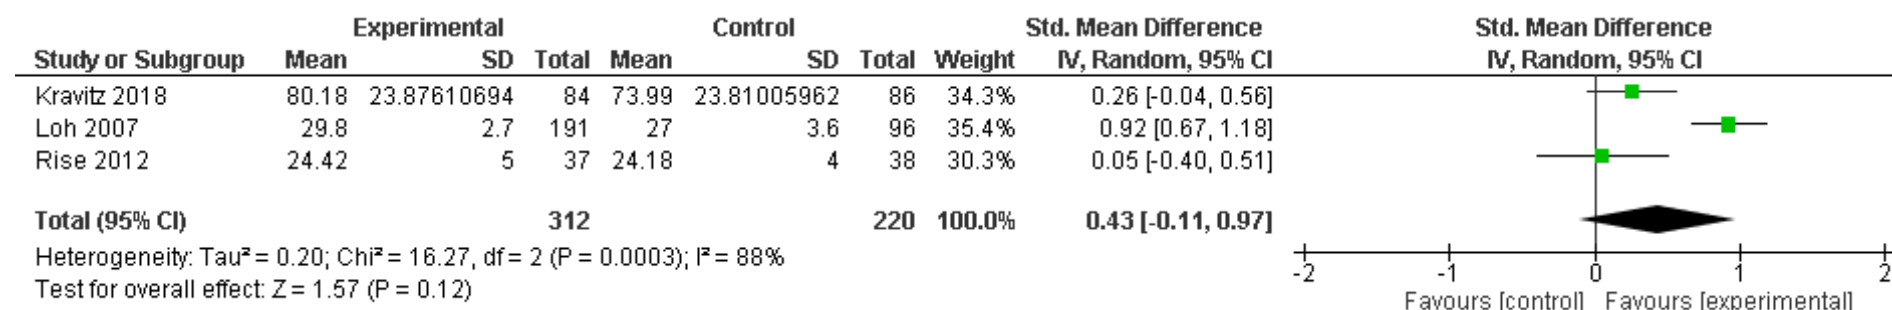 Experimental Control Std. Mean Difference Std. Mean Difference
Study or Subgroup Mean SD Total Mean SD Total Weight IV, Random, 95% CI IV, Random, 95% CI
Kravitz 2018 80.18 23.87610694 84 73.99 23.81005962 86 34.3% 0.26 [-0.04, 0.56]
Loh 2007 29.8 2.7 191 27 3.6 96 35.4% 0.92 [0.67, 1.18]
Rise 2012 24.42 5 37 24.18 4 38 30.3% 0.05 [-0.40, 0.51]
Total (95% CI) 312 220 100.0% 0.43 [-0.11, 0.97]
Heterogeneity: Tau² = 0.20; Chi² = 16.27, df = 2 (P = 0.0003); I² = 88%
Test for overall effect: Z = 1.57 (P = 0.12)
-2 -1 0 1 2
Favours [control] Favours [experimental]